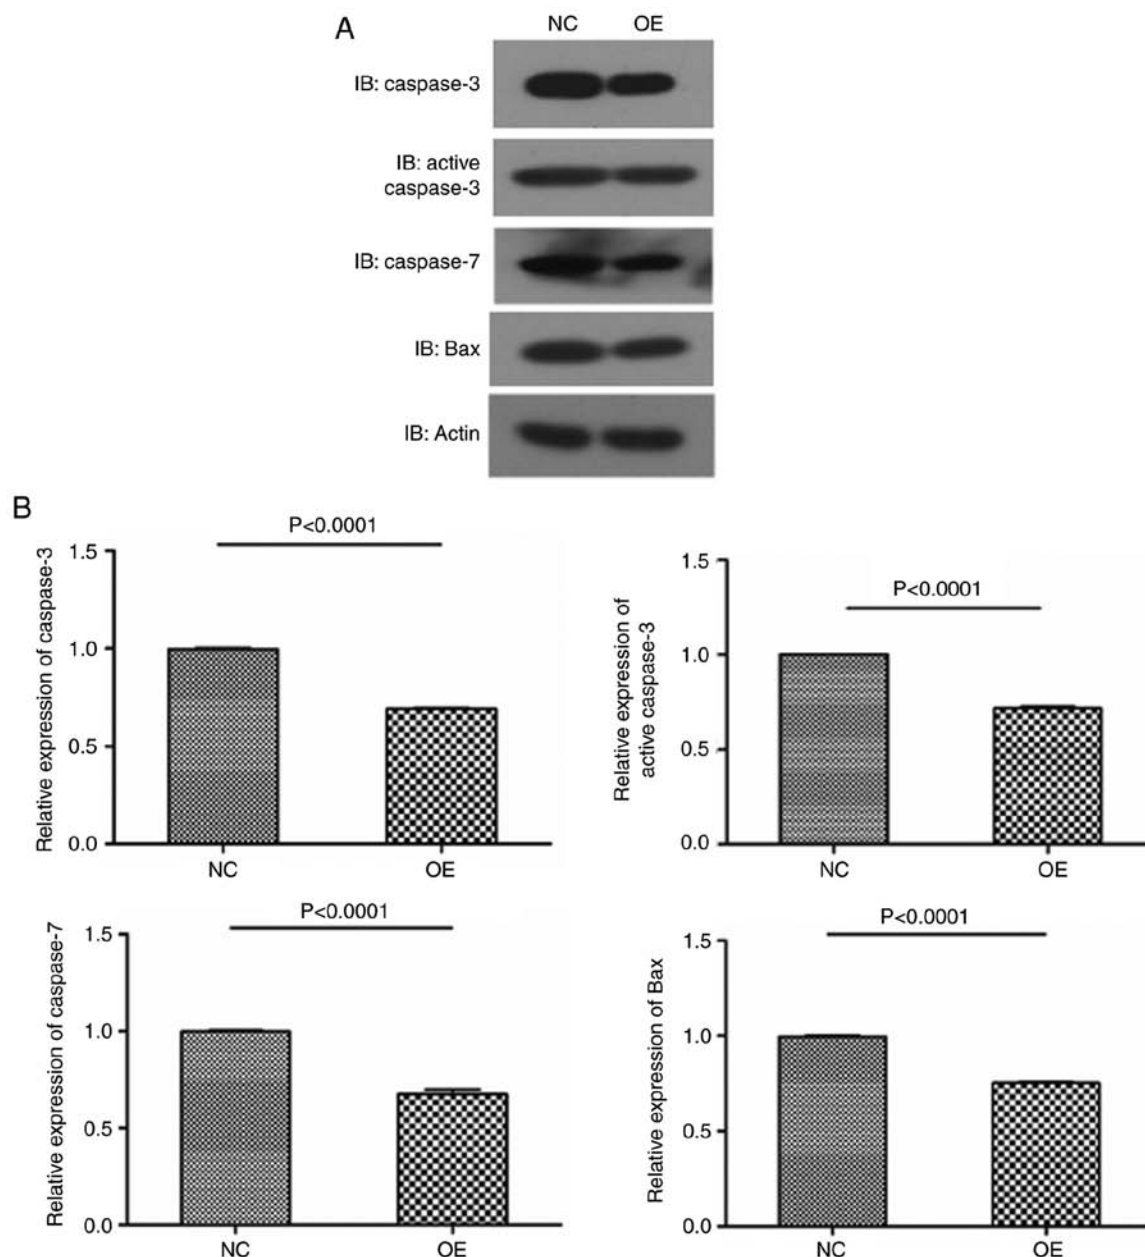 A
NC OE
IB: caspase-3
IB: active
caspase-3
IB: caspase-7
IB: Bax
IB: Actin
B
P<0.0001
Relative expression of caspase-3
1.5
1.0
0.5
0.0
NC OE
P<0.0001
Relative expression of
active caspase-3
1.5
1.0
0.5
0.0
NC OE
P<0.0001
Relative expression of caspase-7
1.5
1.0
0.5
0.0
NC OE
P<0.0001
Relative expression of Bax
1.5
1.0
0.5
0.0
NC OE